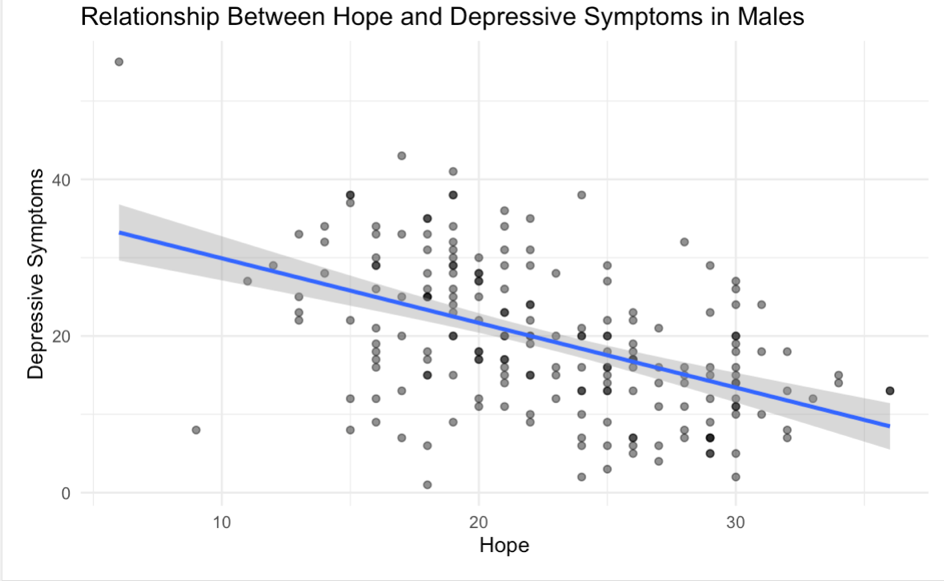 Relationship Between Hope and Depressive Symptoms in Males
Depressive Symptoms
40
20
0
10 20 30
Hope